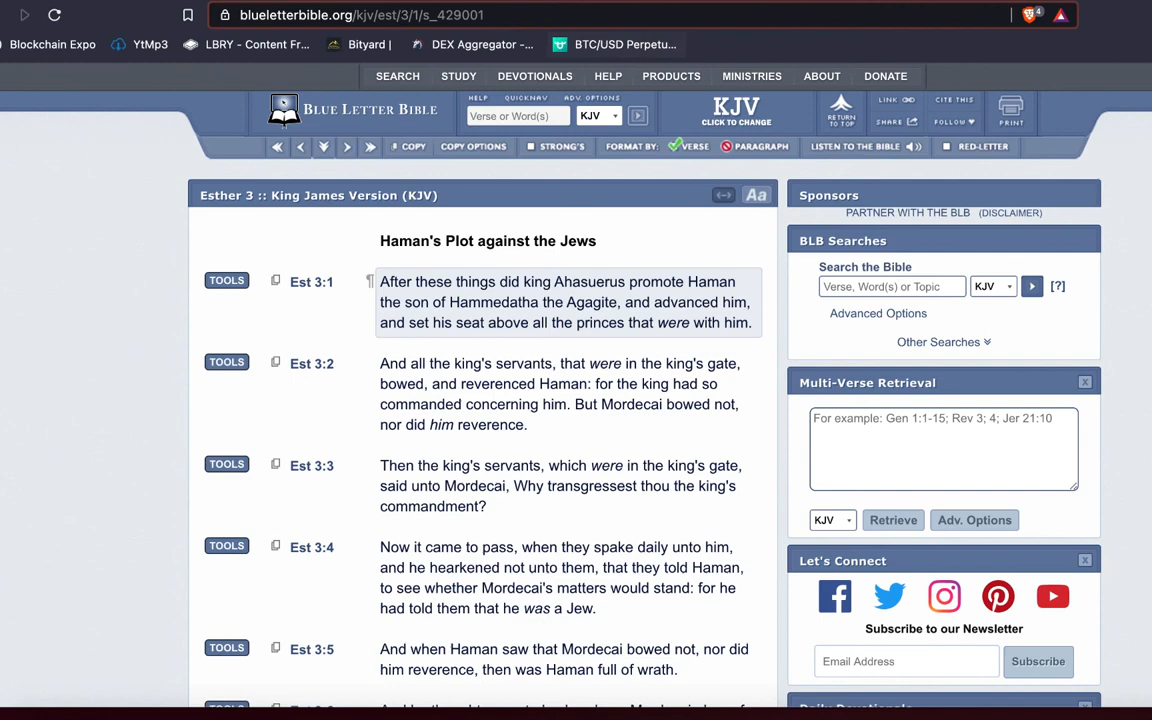 blueletterbible.org/kjv/est/3/1/s_429001
4
Blockchain Expo
YtMp3
LBRY - Content Fr...
Bityard |
DEX Aggregator -...
BTC/USD Perpetu...
SEARCH STUDY DEVOTIONALS HELP PRODUCTS MINISTRIES ABOUT DONATE
BLUE LETTER BIBLE
HELP QUICKNAV ADV. OPTIONS
Verse or Word(s)
KJV
KJV
CLICK TO CHANGE
RETURN
TO TOP
LINK
CITE THIS
SHARE
FOLLOW
PRINT
COPY COPY OPTIONS STRONG'S FORMAT BY: VERSE PARAGRAPH LISTEN TO THE BIBLE RED-LETTER
Esther 3 :: King James Version (KJV)
Aa
Haman's Plot against the Jews
TOOLS Est 3:1 ¶ After these things did king Ahasuerus promote Haman
the son of Hammedatha the Agagite, and advanced him,
and set his seat above all the princes that were with him.
TOOLS Est 3:2 And all the king's servants, that were in the king's gate,
bowed, and reverenced Haman: for the king had so
commanded concerning him. But Mordecai bowed not,
nor did him reverence.
TOOLS Est 3:3 Then the king's servants, which were in the king's gate,
said unto Mordecai, Why transgressest thou the king's
commandment?
TOOLS Est 3:4 Now it came to pass, when they spake daily unto him,
and he hearkened not unto them, that they told Haman,
to see whether Mordecai's matters would stand: for he
had told them that he was a Jew.
TOOLS Est 3:5 And when Haman saw that Mordecai bowed not, nor did
him reverence, then was Haman full of wrath.
Sponsors
PARTNER WITH THE BLB (DISCLAIMER)
BLB Searches
Search the Bible
Verse, Word(s) or Topic
KJV
[?]
Advanced Options
Other Searches
Multi-Verse Retrieval
x
For example: Gen 1:1-15; Rev 3; 4; Jer 21:10
KJV
Retrieve
Adv. Options
Let's Connect
x
Subscribe to our Newsletter
Email Address
Subscribe